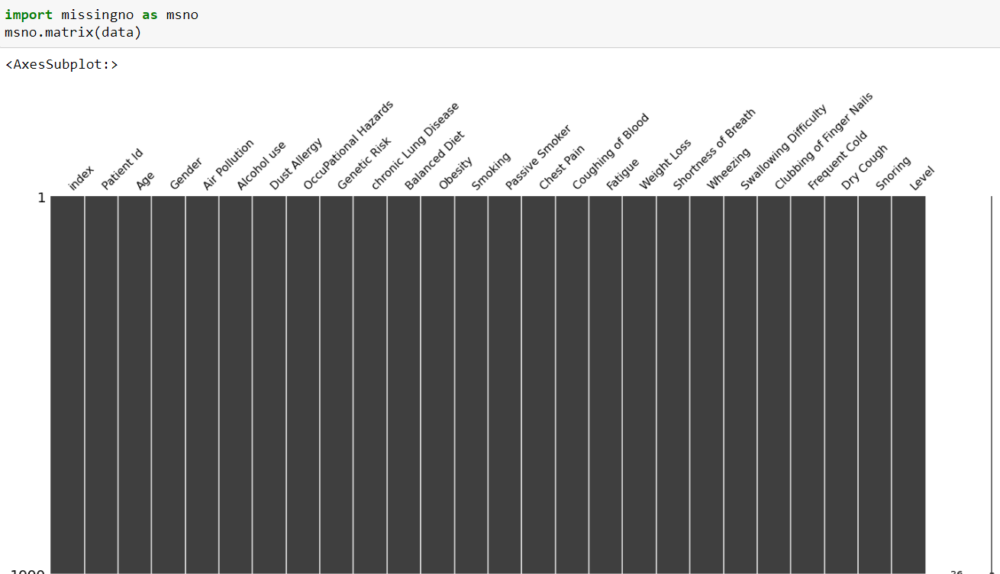 import missingno as msno
msno.matrix(data)
<AxesSubplot:>
index
Patient Id
Age
Gender
Air Pollution
Alcohol use
Dust Allergy
OccuPational Hazards
Genetic Risk
chronic Lung Disease
Balanced Diet
Obesity
Smoking
Passive Smoker
Chest Pain
Coughing of Blood
Fatigue
Weight Loss
Shortness of Breath
Wheezing
Swallowing Difficulty
Clubbing of Finger Nails
Frequent Cold
Dry Cough
Snoring
Level
1
26